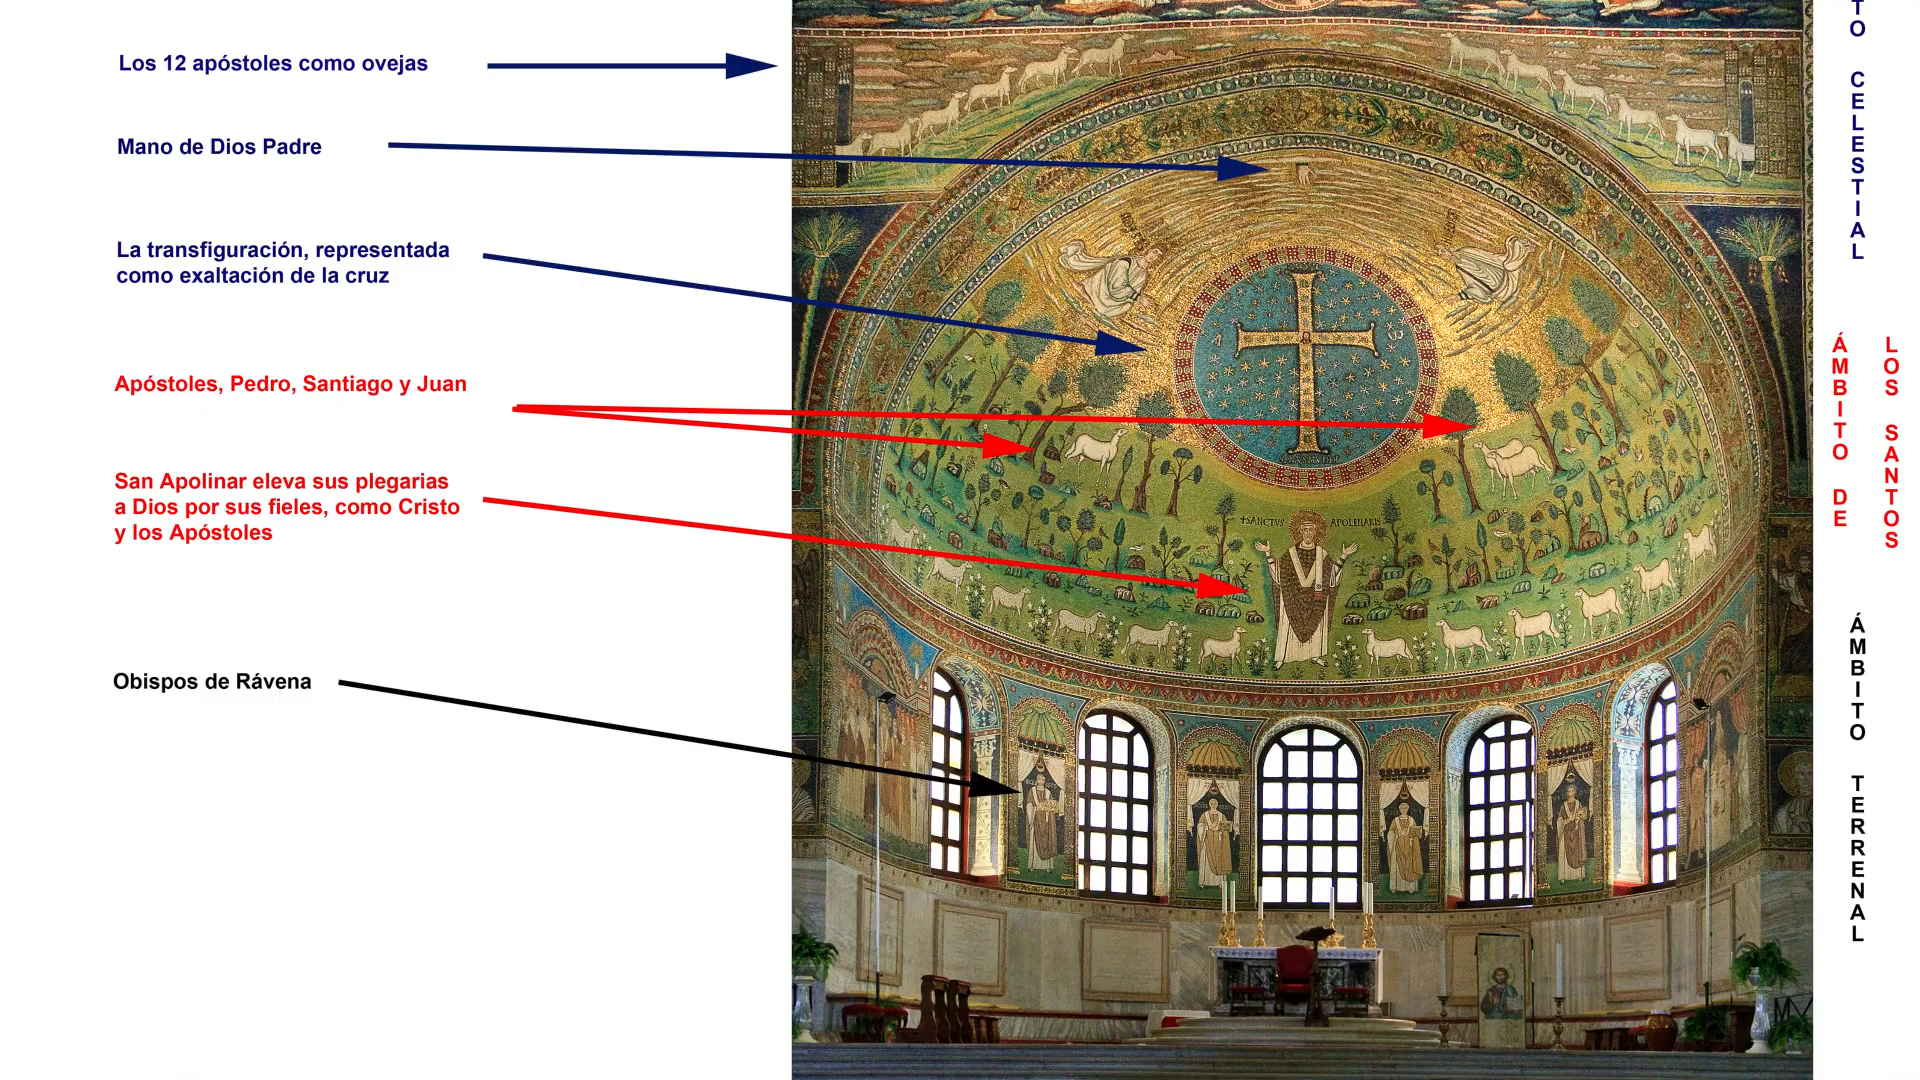 Los 12 apóstoles como ovejas
Mano de Dios Padre
La transfiguración, representada
como exaltación de la cruz
Apóstoles, Pedro, Santiago y Juan
San Apolinar eleva sus plegarias
a Dios por sus fieles, como Cristo
y los Apóstoles
Obispos de Rávena
+SANCTVS APOLENARIS
TO CELESTIAL
ÁMBITO DE
LOS SANTOS
ÁMBITO TERRENAL